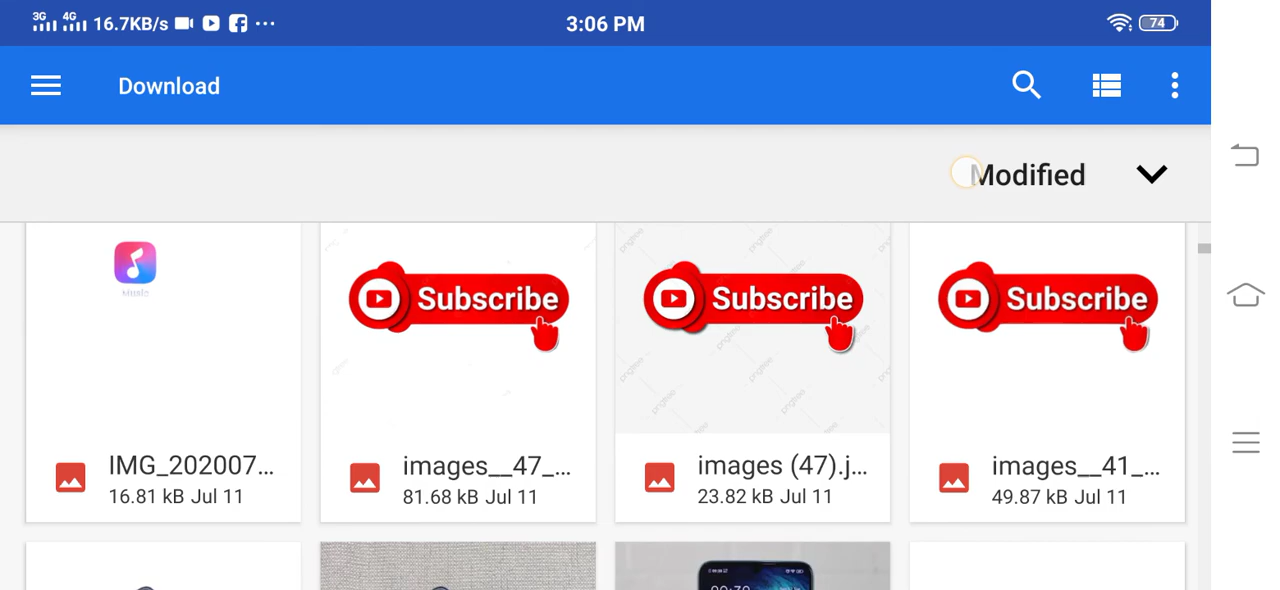 3G 4G 16.7KB/s 3:06 PM 74
Download
Modified
Music
Subscribe Subscribe Subscribe
pngtree
IMG_202007... images__47_... images (47).j... images__41_...
16.81 kB Jul 11 81.68 kB Jul 11 23.82 kB Jul 11 49.87 kB Jul 11